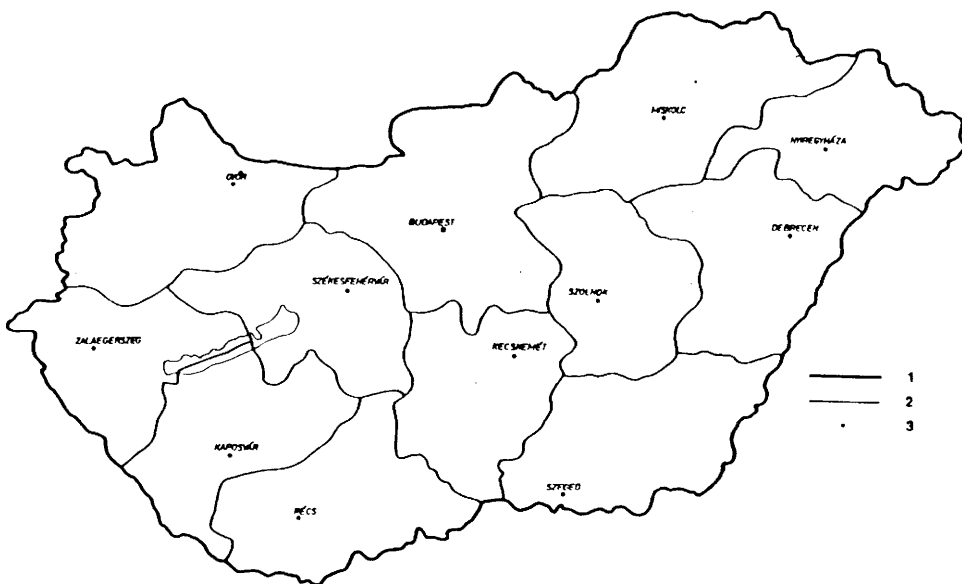 MISKOLC
NYÍREGYHÁZA
GYŐR
BUDAPEST
DEBRECEN
SZÉKESFEHÉRVÁR
SZOLNOK
ZALAEGERSZEG
KECSKEMÉT
1
2
3
KAPOSVÁR
SZEGED
PÉCS